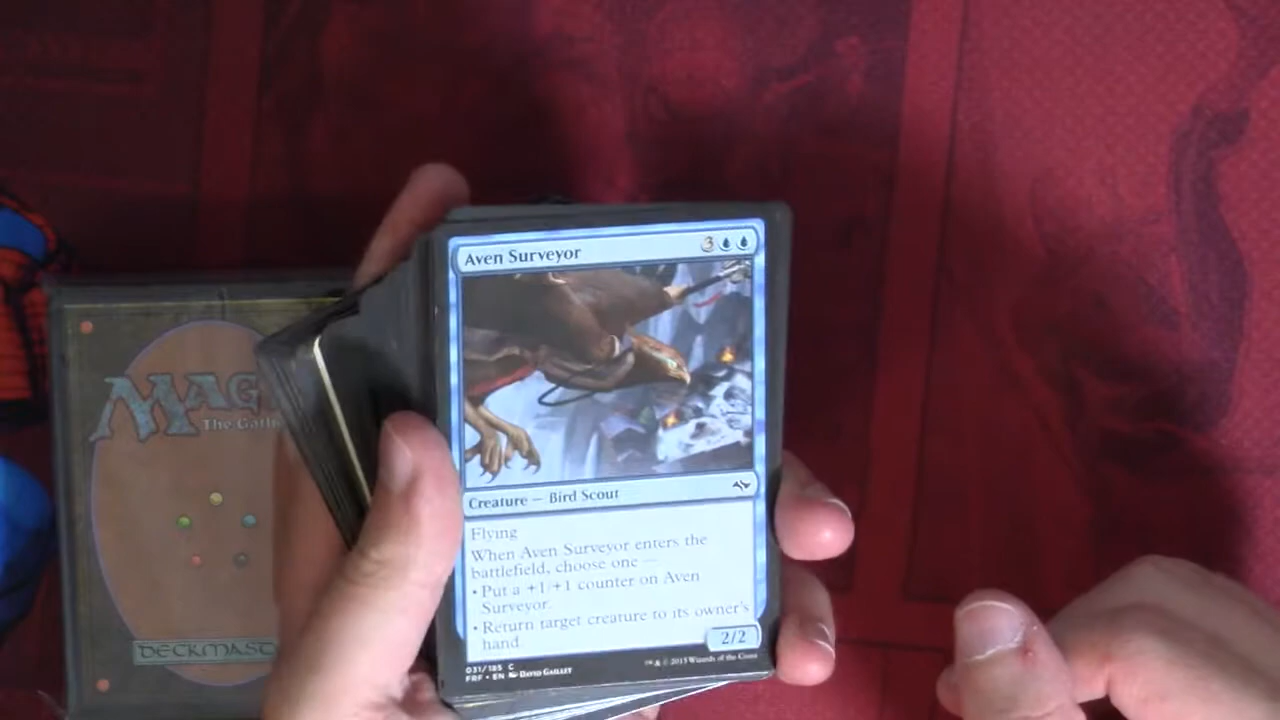 Aven Surveyor 3
Creature — Bird Scout
Flying
When Aven Surveyor enters the
battlefield, choose one —
• Put a +1/+1 counter on Aven
Surveyor.
• Return target creature to its owner's
hand.
2/2
031/185 C
FRF • EN DAVID GAILLET
™ & © 2015 Wizards of the Coast
MAG
The Gath
DECKMAST